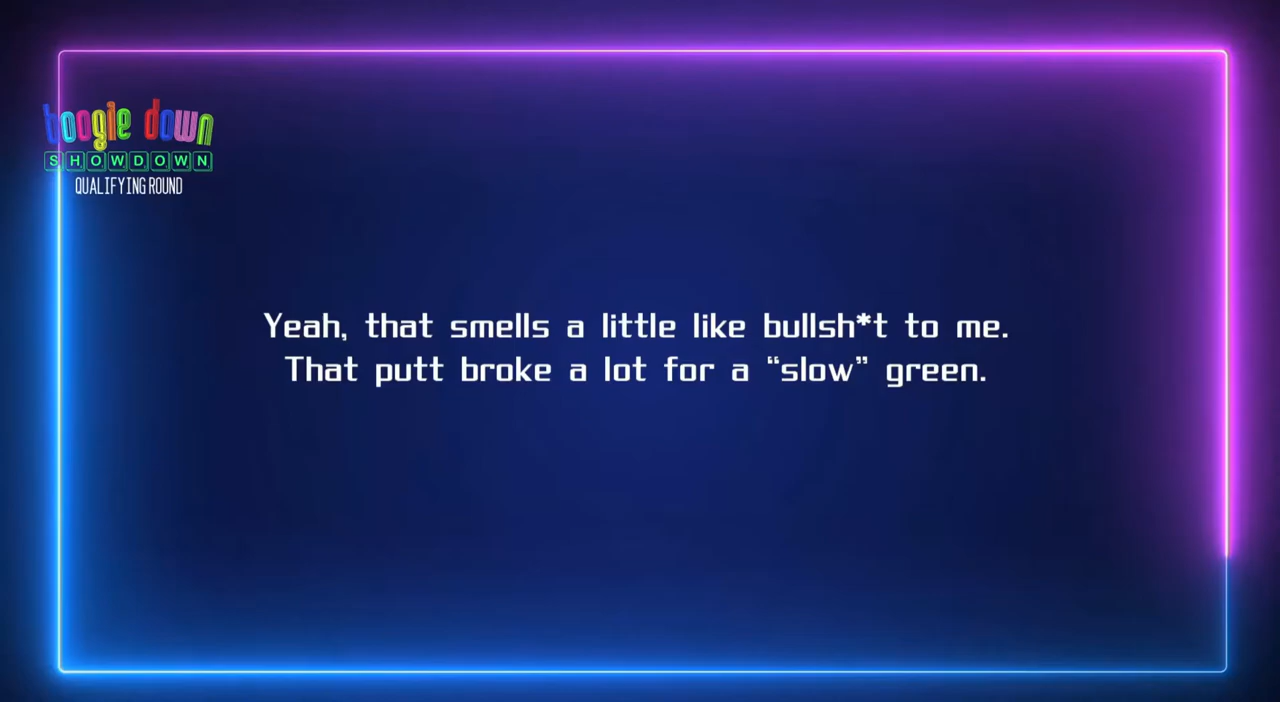 boogie down
SHOWDOWN
QUALIFYING ROUND
Yeah, that smells a little like bullsh*t to me.
That putt broke a lot for a “slow” green.